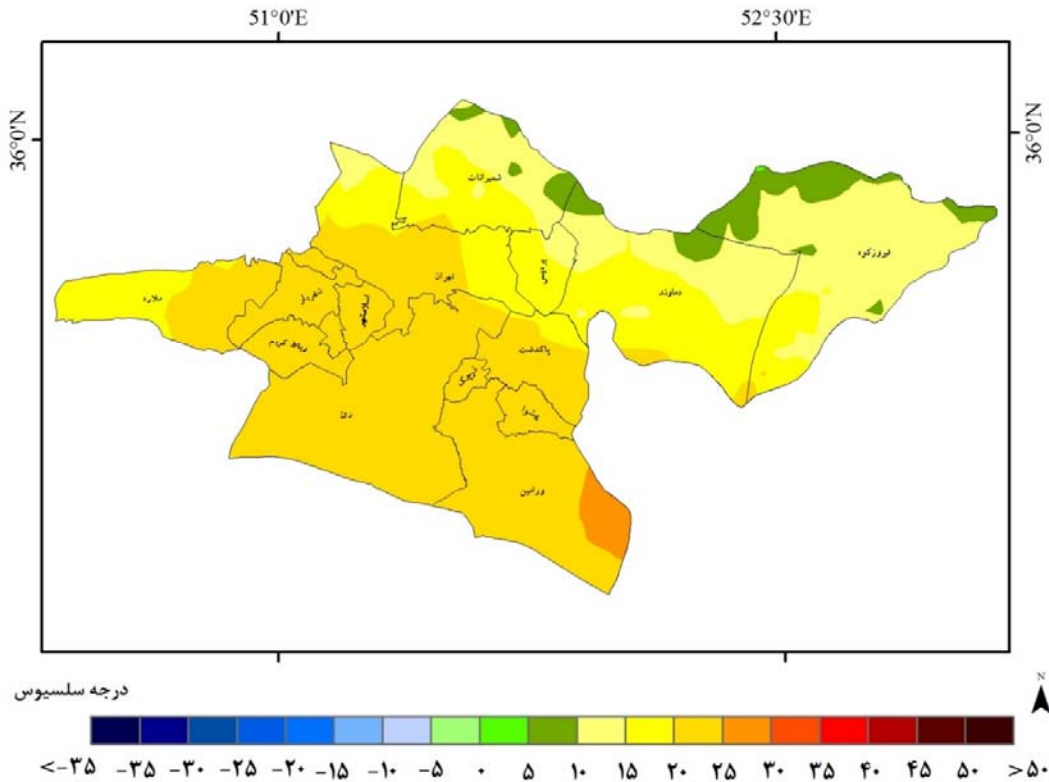 51°0'E 52°30'E
36°0'N 36°0'N
شمیرانات
فیروزکوه
پردیس
تهران
دماوند
ملارد
شهریار
اسلامشهر
پاکدشت
ری
ورامین
درجه سلسیوس
N
<-۳۵ -۳۵ -۳۰ -۲۵ -۲۰ -۱۵ -۱۰ -۵ ۰ ۵ ۱۰ ۱۵ ۲۰ ۲۵ ۳۰ ۳۵ ۴۰ ۴۵ ۵۰ >۵۰